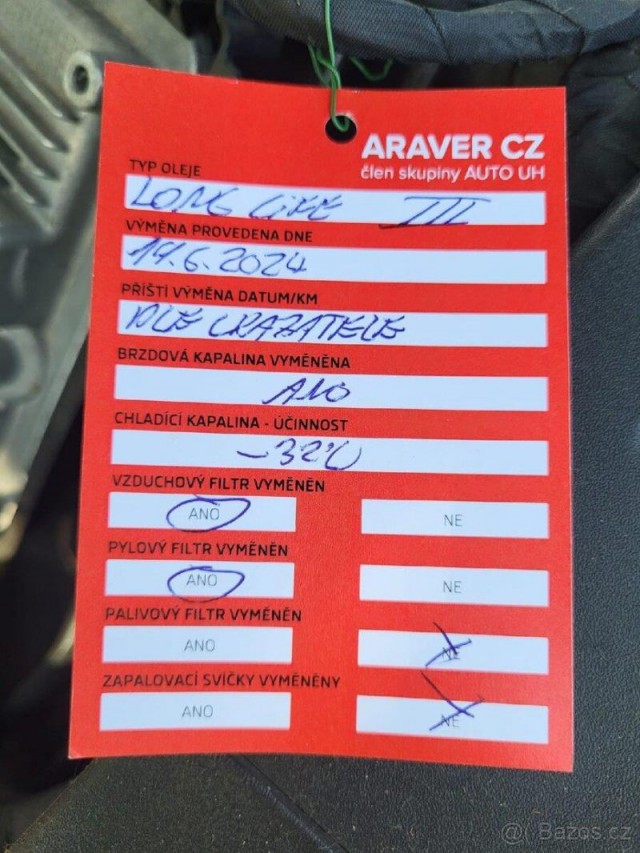 ARAVER CZ
člen skupiny AUTO UH
TYP OLEJE
LONG LIFE III
VÝMĚNA PROVEDENA DNE
14.6.2024
PŘÍŠTÍ VÝMĚNA DATUM/KM
DLE UKAZATELE
BRZDOVÁ KAPALINA VYMĚNĚNA
ANO
CHLADÍCÍ KAPALINA - ÚČINNOST
-32°C
VZDUCHOVÝ FILTR VYMĚNĚN
ANO NE
PYLOVÝ FILTR VYMĚNĚN
ANO NE
PALIVOVÝ FILTR VYMĚNĚN
ANO NE
ZAPALOVACÍ SVÍČKY VYMĚNĚNY
ANO NE
@ Bazos.cz